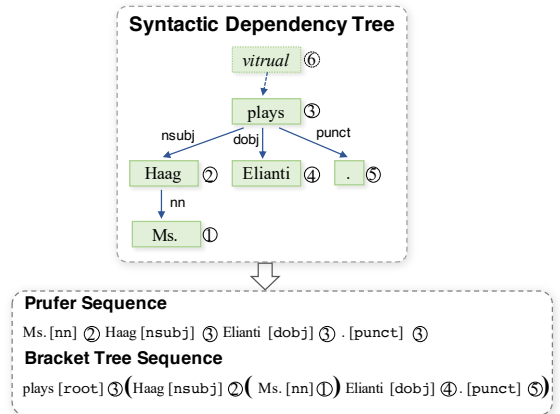 Syntactic Dependency Tree
vitrual ⑥
plays ③
nsubj dobj punct
Haag ② Elianti ④ . ⑤
nn
Ms. ①
Prufer Sequence
Ms. [nn] ② Haag [nsubj] ③ Elianti [dobj] ③ . [punct] ③
Bracket Tree Sequence
plays [root] ③(Haag [nsubj] ②( Ms. [nn]①) Elianti [dobj] ④. [punct] ⑤)